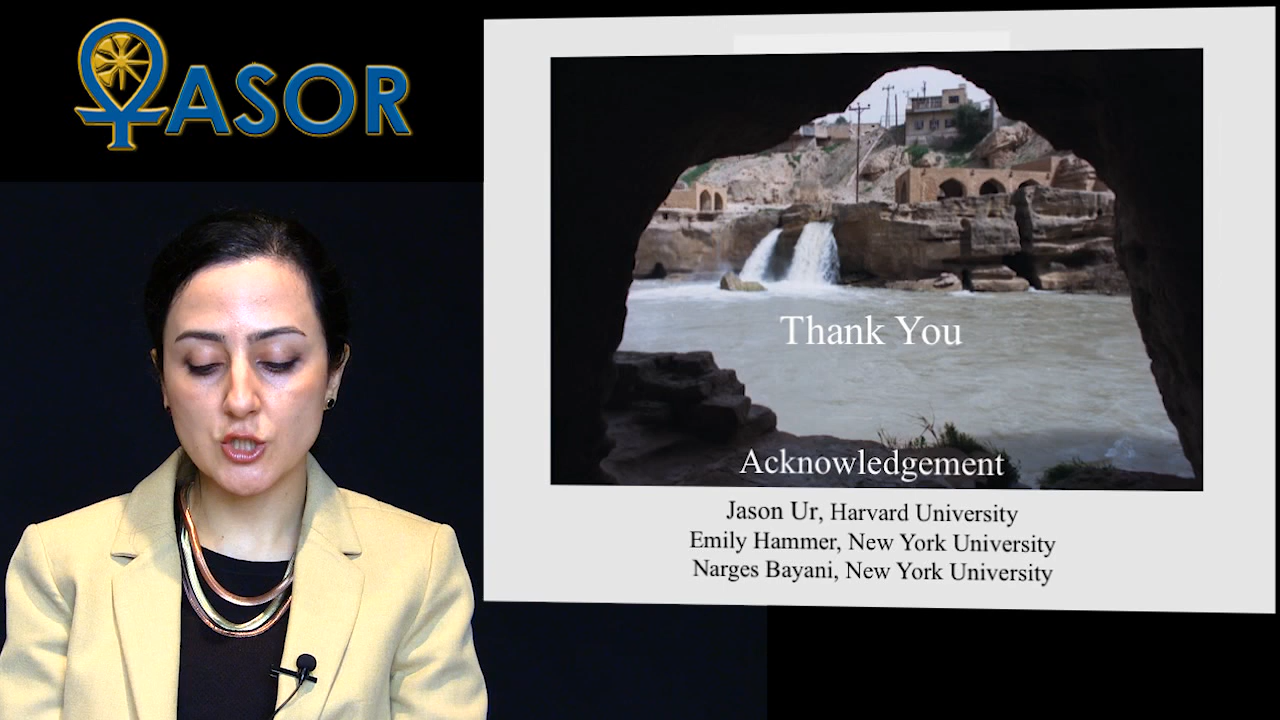 ASOR
Thank You
Acknowledgement
Jason Ur, Harvard University
Emily Hammer, New York University
Narges Bayani, New York University